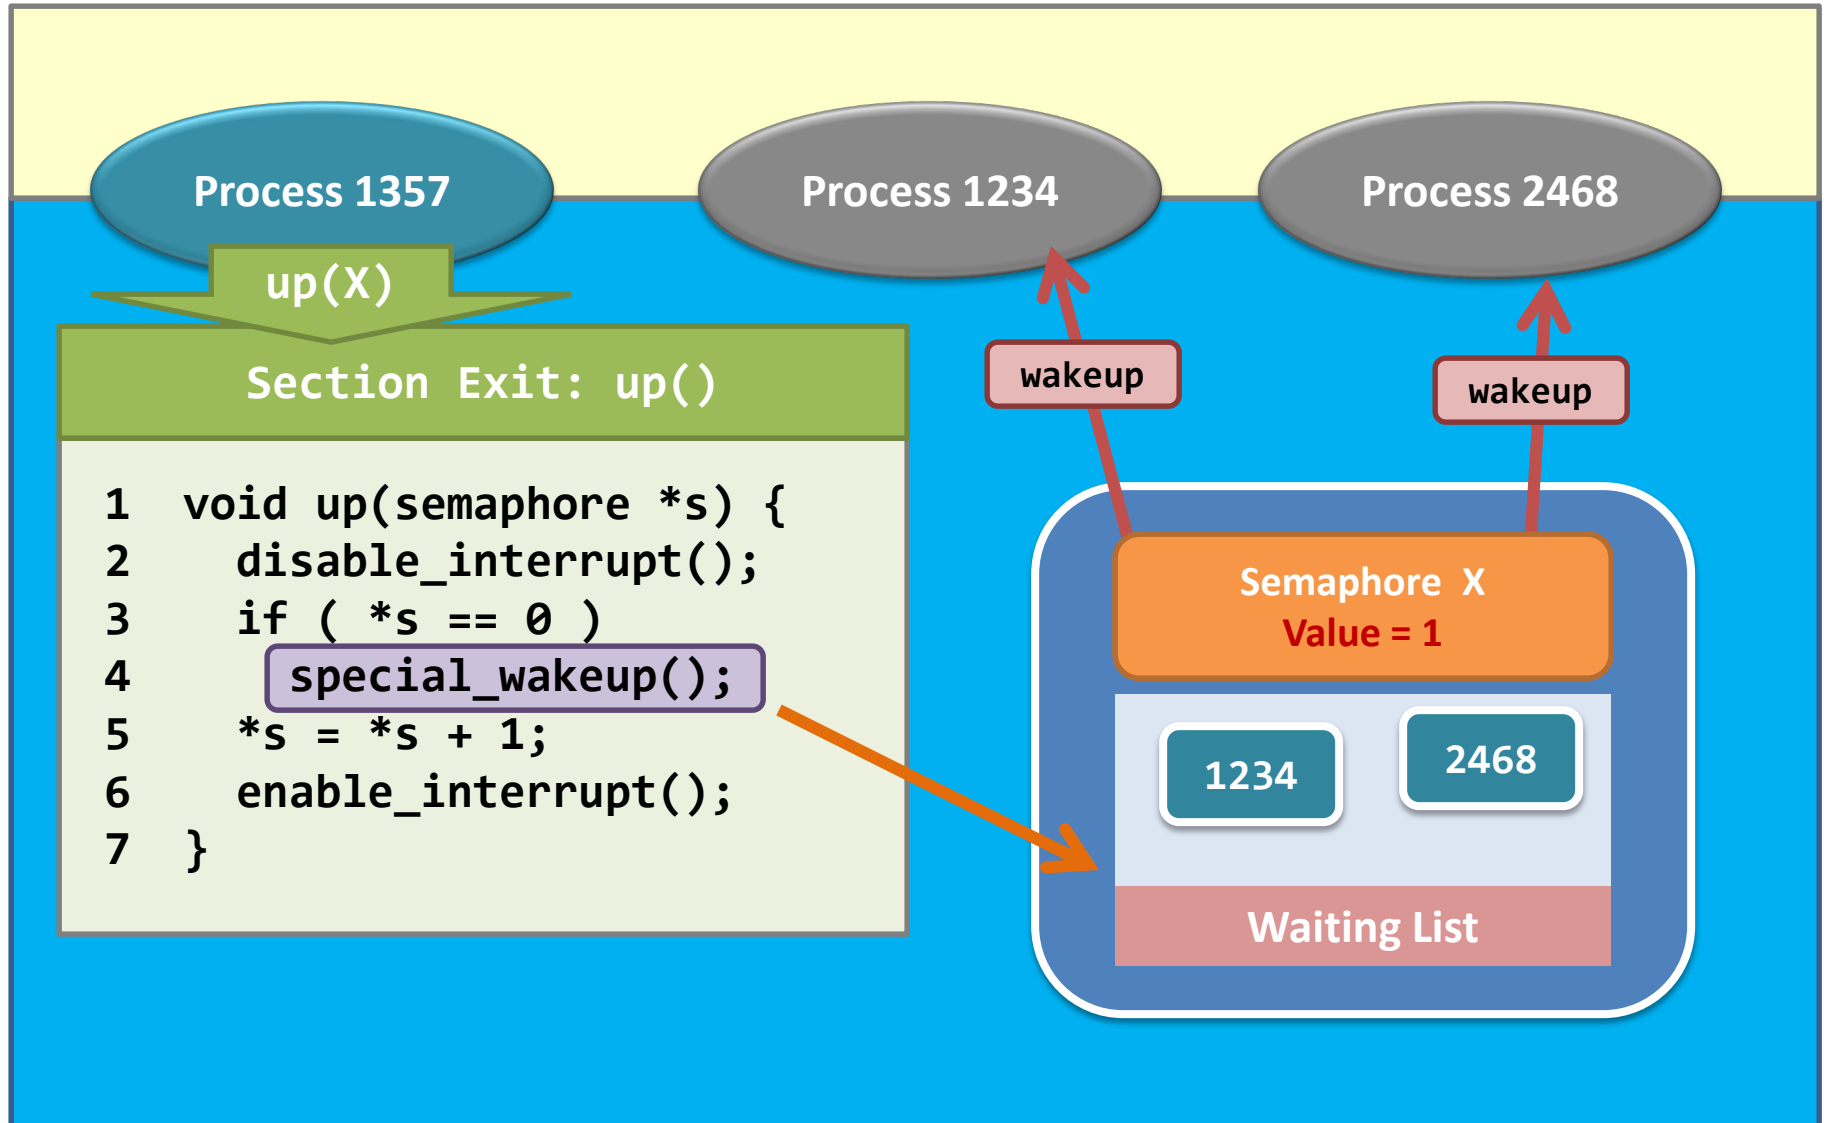 Process 1357
Process 1234
Process 2468
up(X)
wakeup
wakeup
Section Exit: up()
1 void up(semaphore *s) {
2   disable_interrupt();
3   if ( *s == 0 )
4     special_wakeup();
5   *s = *s + 1;
6   enable_interrupt();
7 }
Semaphore X
Value = 1
1234
2468
Waiting List